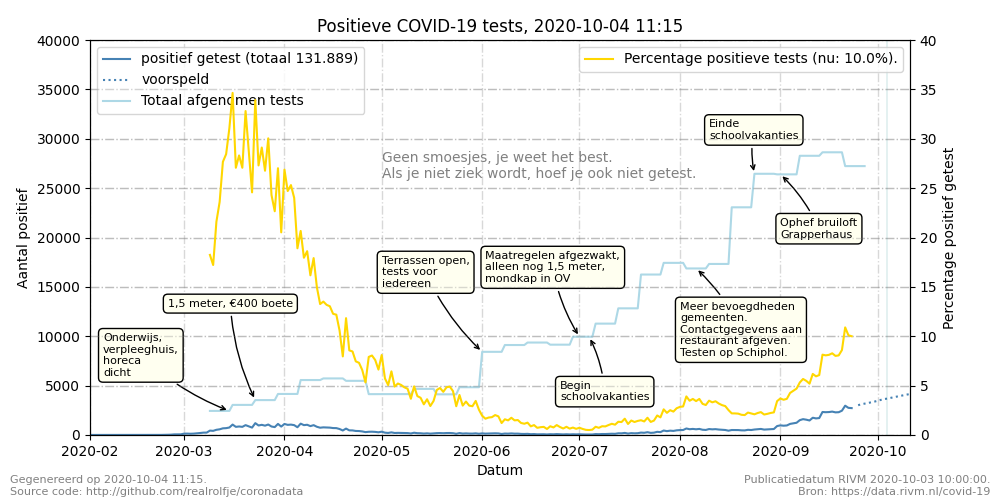 Positieve COVID-19 tests, 2020-10-04 11:15
positief getest (totaal 131.889)
voorspeld
Totaal afgenomen tests
Percentage positieve tests (nu: 10.0%).
Geen smoesjes, je weet het best.
Als je niet ziek wordt, hoef je ook niet getest.
Einde
schoolvakanties
Ophef bruiloft
Grapperhaus
Terrassen open,
tests voor
iedereen
Maatregelen afgezwakt,
alleen nog 1,5 meter,
mondkap in OV
1,5 meter, €400 boete
Onderwijs,
verpleeghuis,
horeca
dicht
Meer bevoegdheden
gemeenten.
Contactgegevens aan
restaurant afgeven.
Testen op Schiphol.
Begin
schoolvakanties
Aantal positief
40000
35000
30000
25000
20000
15000
10000
5000
0
Percentage positief getest
40
35
30
25
20
15
10
5
0
2020-02 2020-03 2020-04 2020-05 2020-06 2020-07 2020-08 2020-09 2020-10
Datum
Gegenereerd op 2020-10-04 11:15.
Source code: http://github.com/realrolfje/coronadata
Publicatiedatum RIVM 2020-10-03 10:00:00.
Bron: https://data.rivm.nl/covid-19